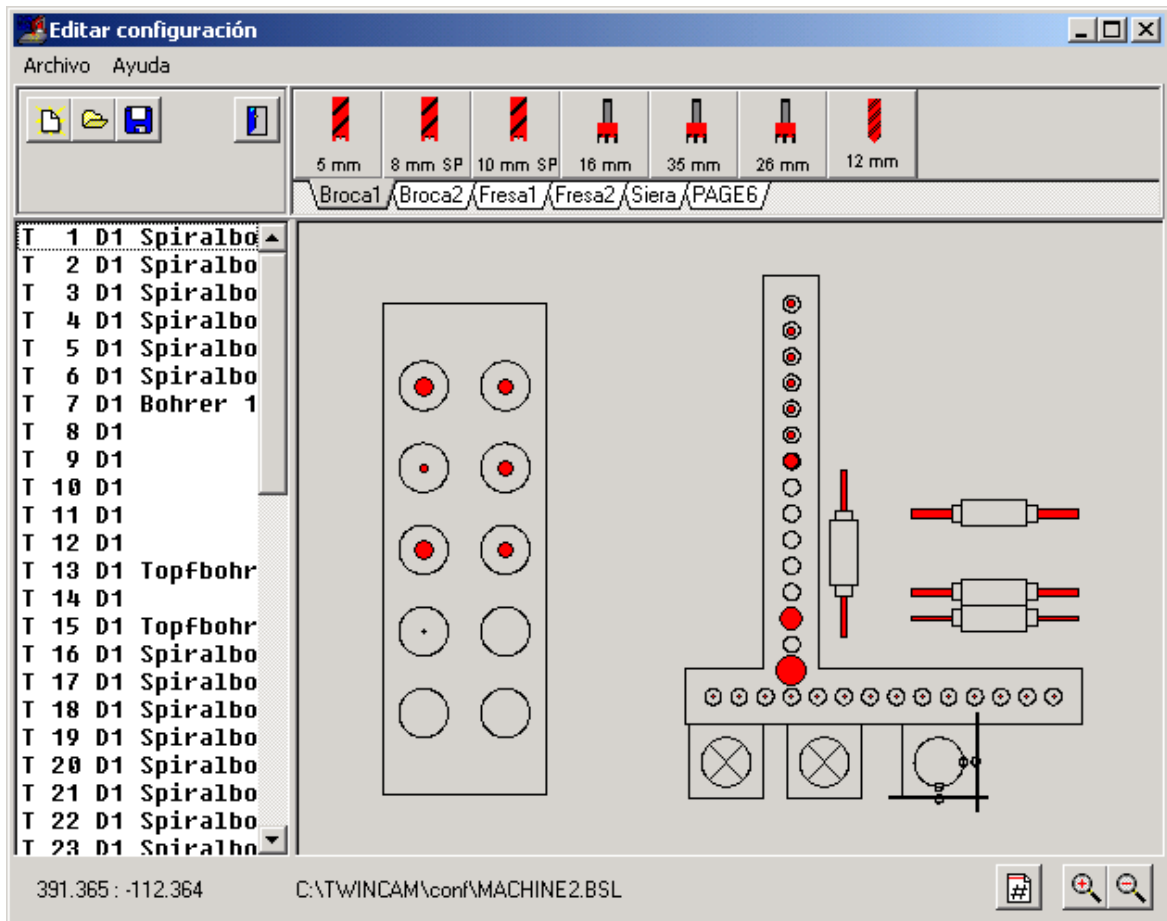 Editar configuración
Archivo Ayuda
5 mm 8 mm SP 10 mm SP 16 mm 35 mm 26 mm 12 mm
Broca1 Broca2 Fresa1 Fresa2 Siera PAGE6
T 1 D1 Spiralbo
T 2 D1 Spiralbo
T 3 D1 Spiralbo
T 4 D1 Spiralbo
T 5 D1 Spiralbo
T 6 D1 Spiralbo
T 7 D1 Bohrer 1
T 8 D1
T 9 D1
T 10 D1
T 11 D1
T 12 D1
T 13 D1 Topfbohr
T 14 D1
T 15 D1 Topfbohr
T 16 D1 Spiralbo
T 17 D1 Spiralbo
T 18 D1 Spiralbo
T 19 D1 Spiralbo
T 20 D1 Spiralbo
T 21 D1 Spiralbo
T 22 D1 Spiralbo
T 23 D1 Spiralbo
391.365 : -112.364 C:\TWINCAM\conf\MACHINE2.BSL
#